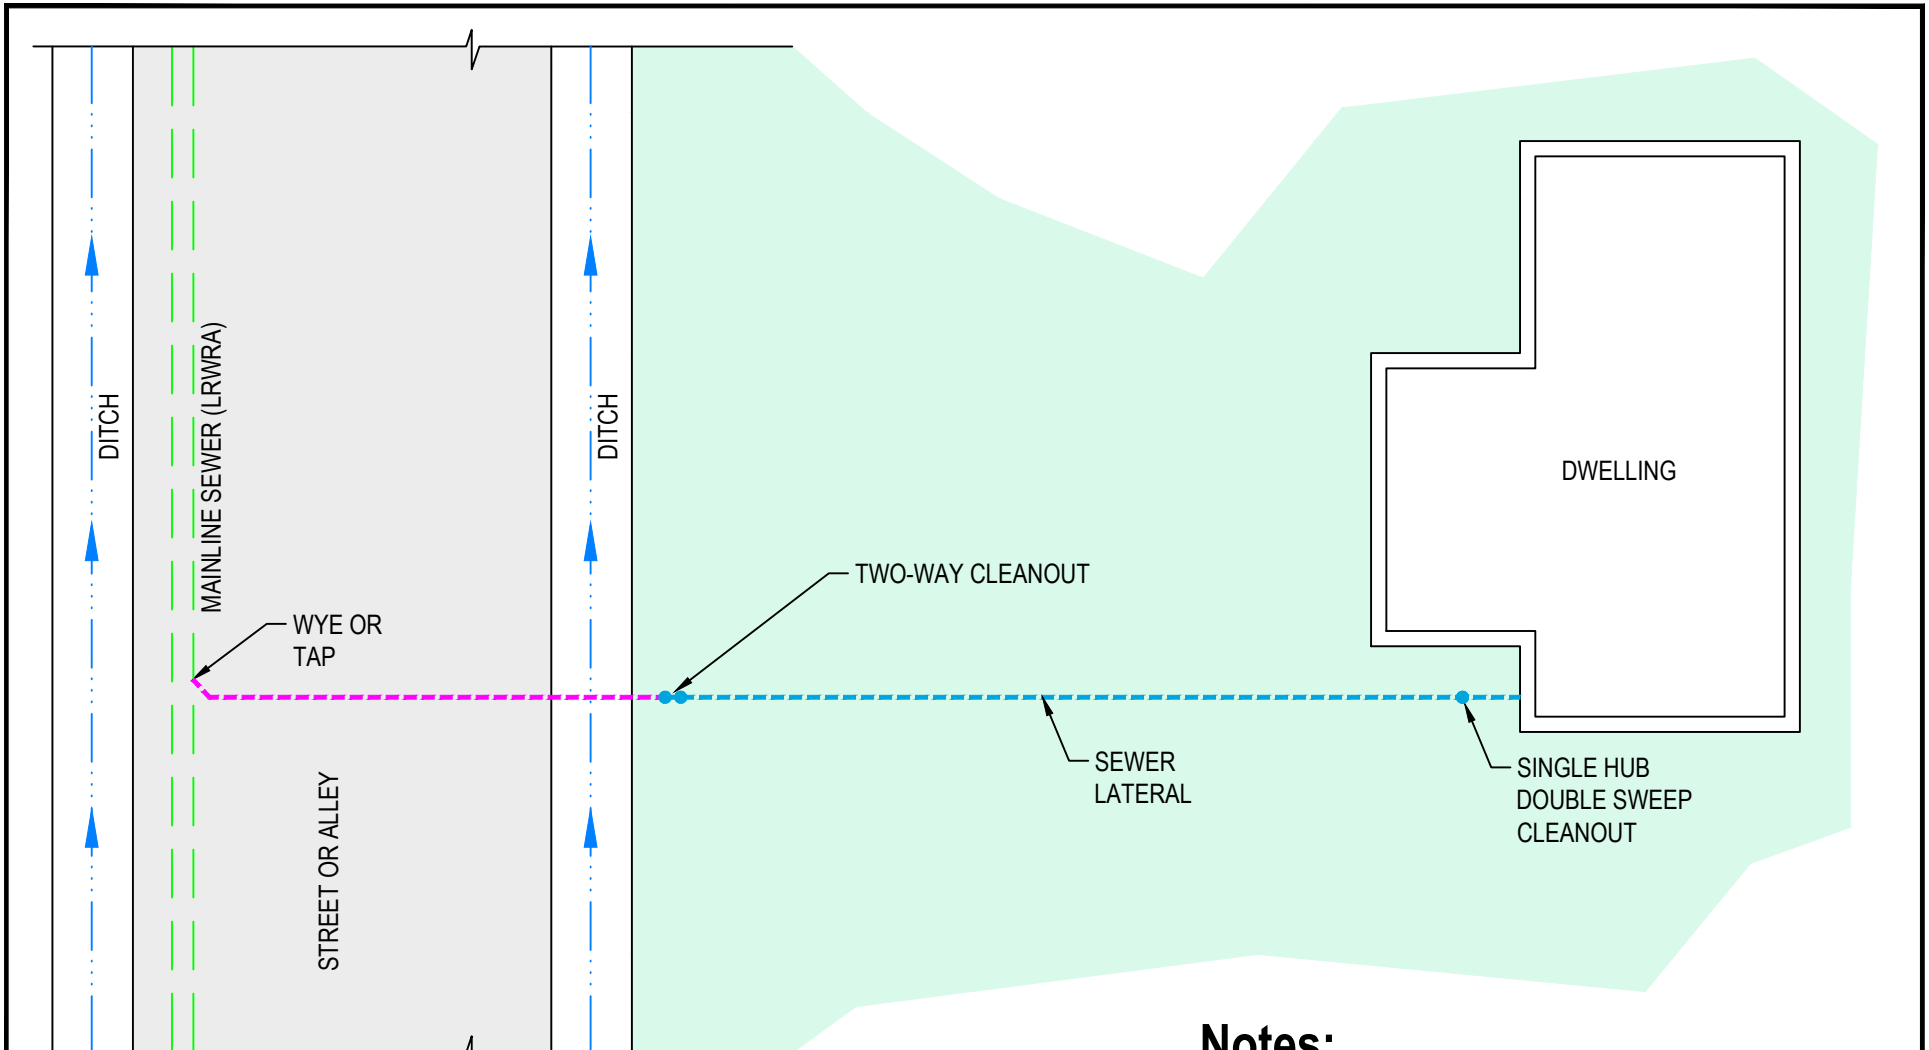 DITCH
MAINLINE SEWER (LRWRA)
DITCH
DWELLING
TWO-WAY CLEANOUT
WYE OR
TAP
SEWER
LATERAL
SINGLE HUB
DOUBLE SWEEP
CLEANOUT
STREET OR ALLEY
Notes: